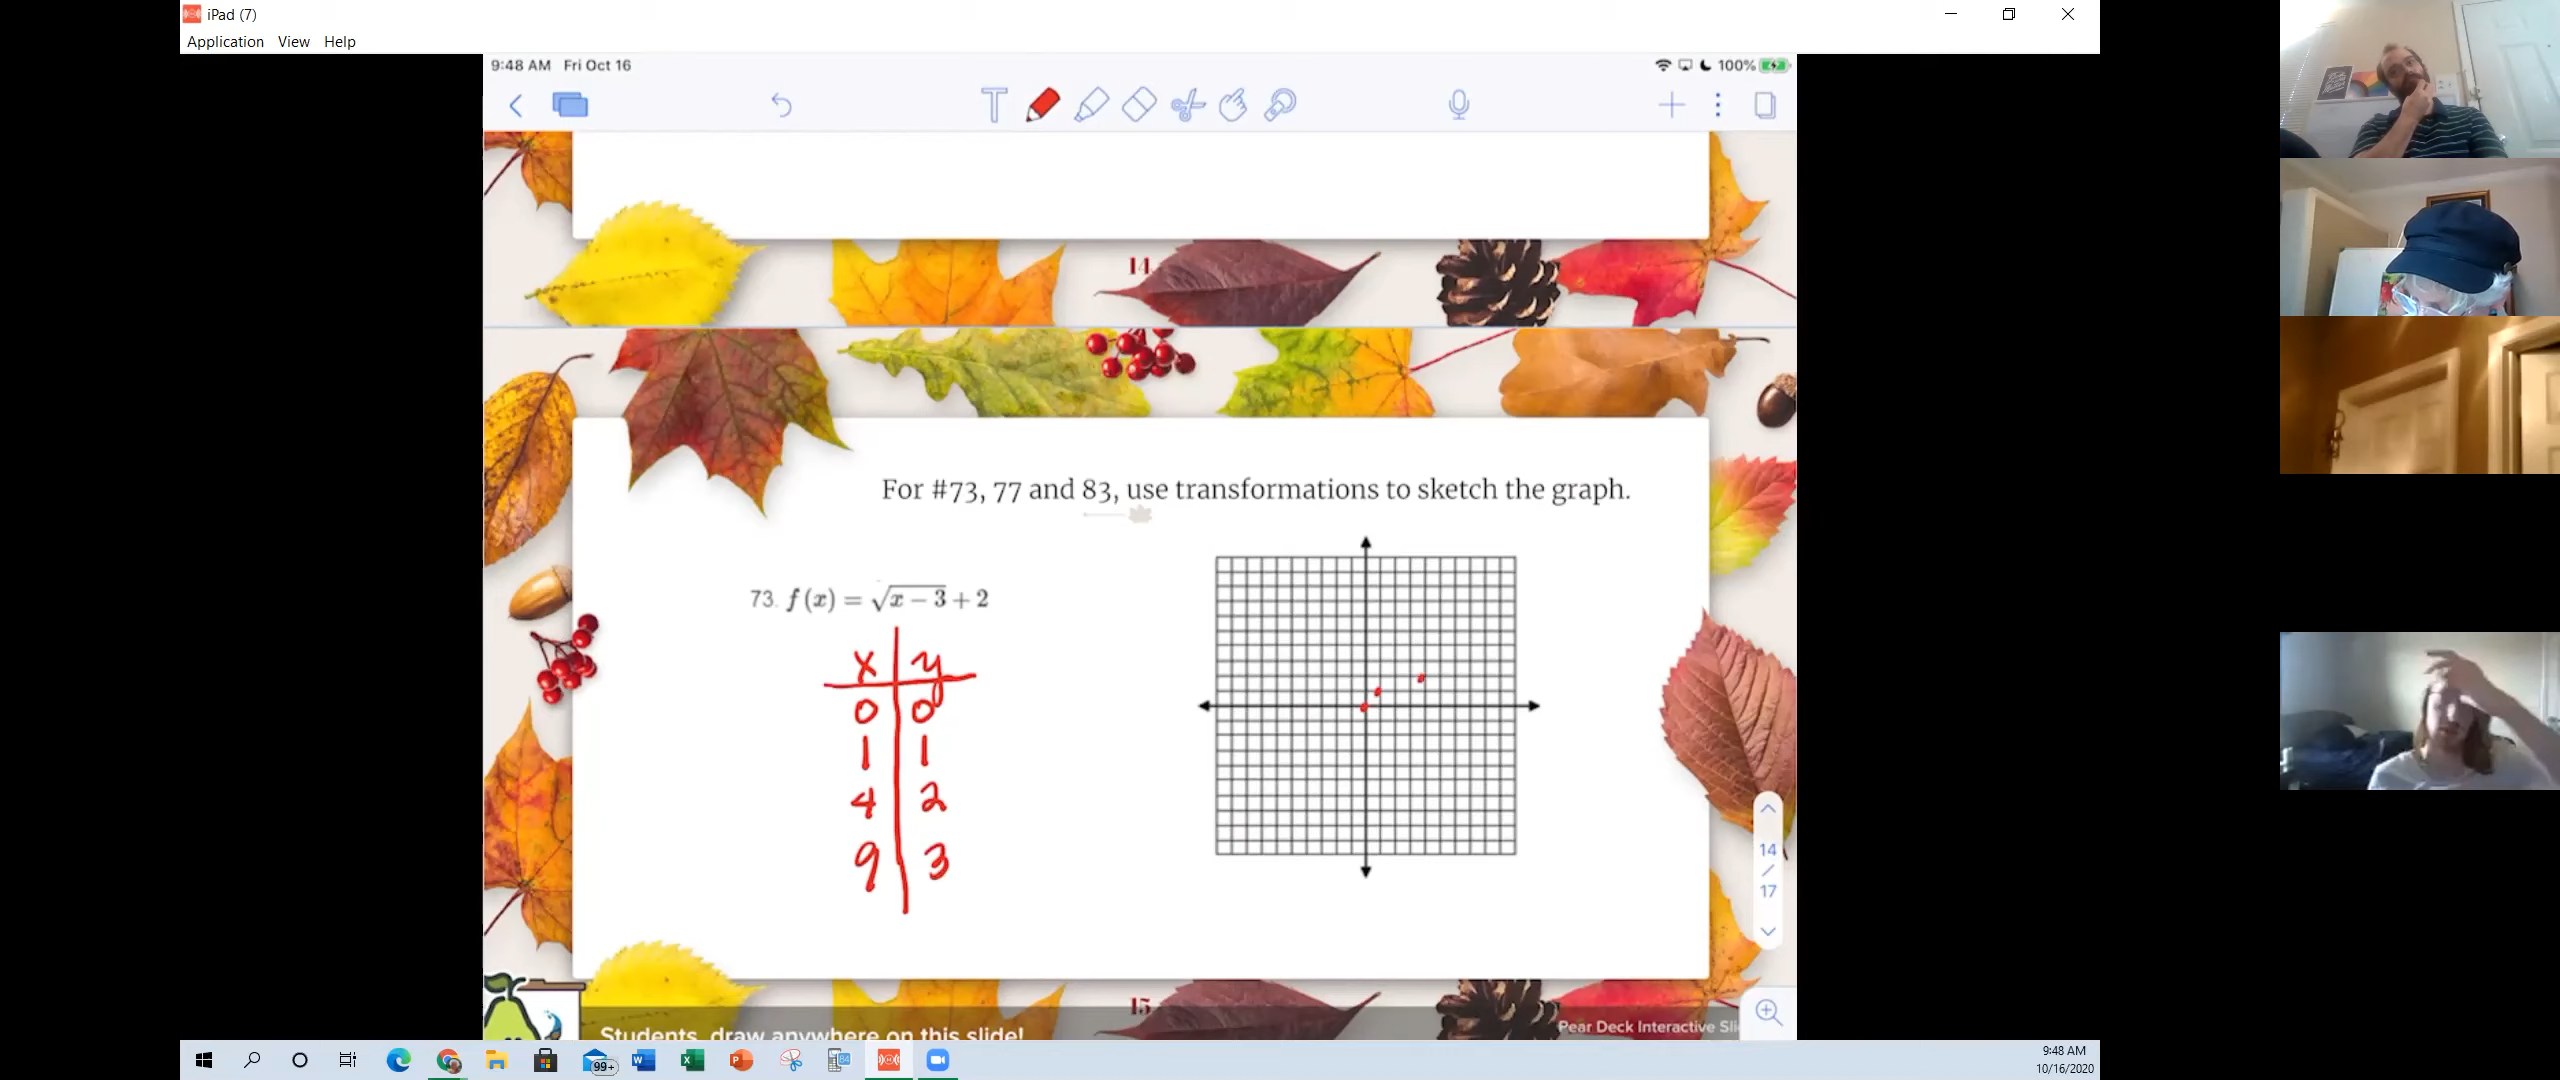 iPad (7)
Application View Help
9:48 AM Fri Oct 16
100%
T
14
For #73, 77 and 83, use transformations to sketch the graph.
73. f(x) = √x − 3 + 2
x y
0 0
1 1
4 2
9 3
14
/
17
15
Students, draw anywhere on this slide!
Pear Deck Interactive Sli
99+
W
X
P
84
9:48 AM
10/16/2020